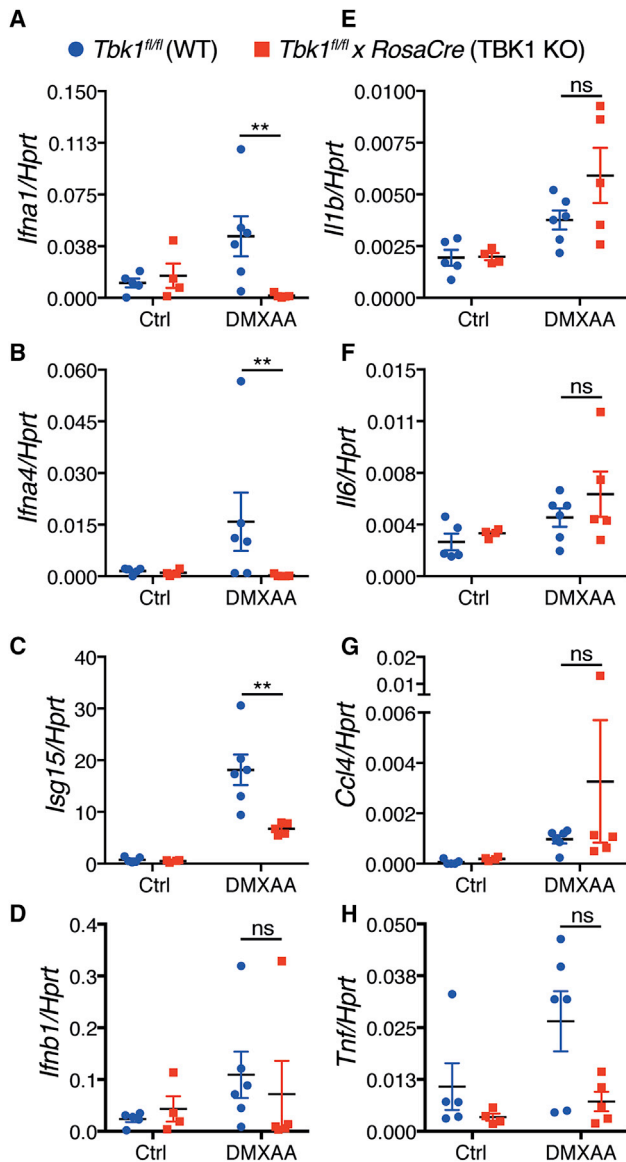 A E
Tbk1fl/fl (WT) Tbk1fl/fl x RosaCre (TBK1 KO)
Ifna1/Hprt
0.150
0.113
0.075
0.038
0.000
**
Ctrl DMXAA
Il1b/Hprt
0.0100
0.0075
0.0050
0.0025
0.0000
ns
Ctrl DMXAA
B
Ifna4/Hprt
0.060
0.045
0.030
0.015
0.000
**
Ctrl DMXAA
F
Il6/Hprt
0.015
0.011
0.008
0.004
0.000
ns
Ctrl DMXAA
C
Isg15/Hprt
40
30
20
10
0
**
Ctrl DMXAA
G
Ccl4/Hprt
0.02
0.01
0.006
0.004
0.002
0.000
ns
Ctrl DMXAA
D
Ifnb1/Hprt
0.4
0.3
0.2
0.1
0.0
ns
Ctrl DMXAA
H
Tnf/Hprt
0.050
0.038
0.025
0.013
0.000
ns
Ctrl DMXAA